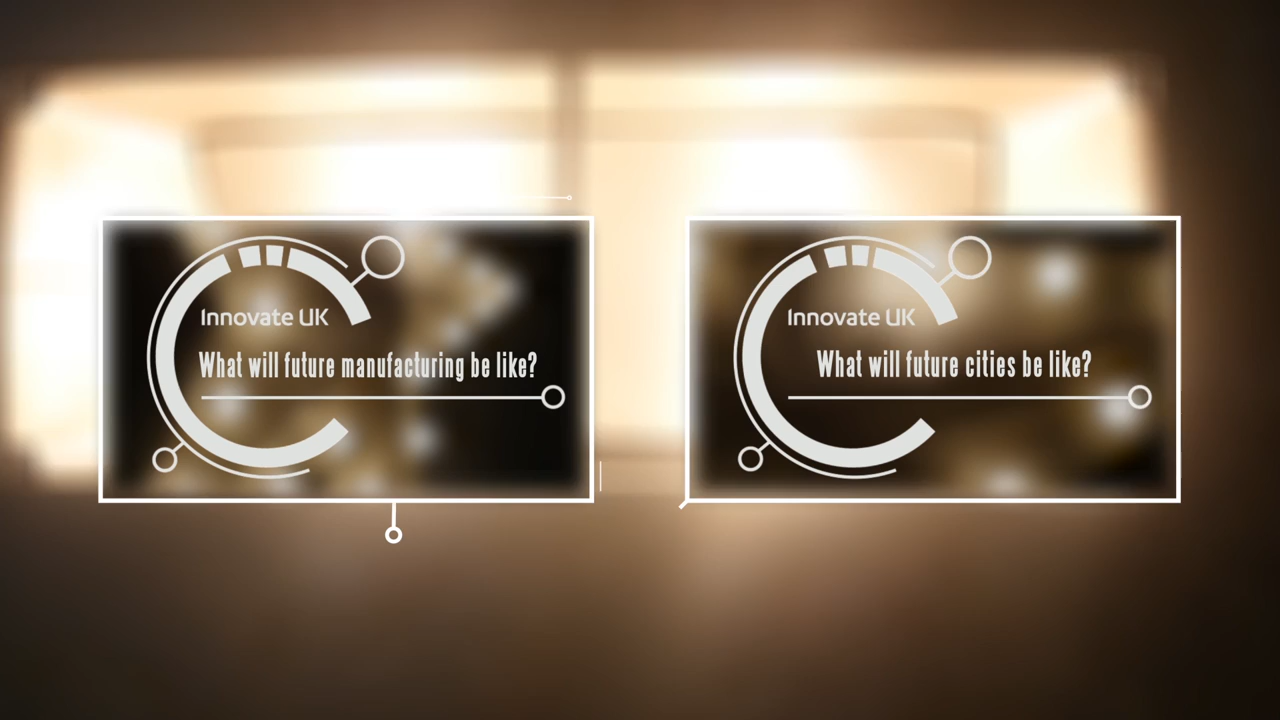 Innovate UK
What will future manufacturing be like?
Innovate UK
What will future cities be like?